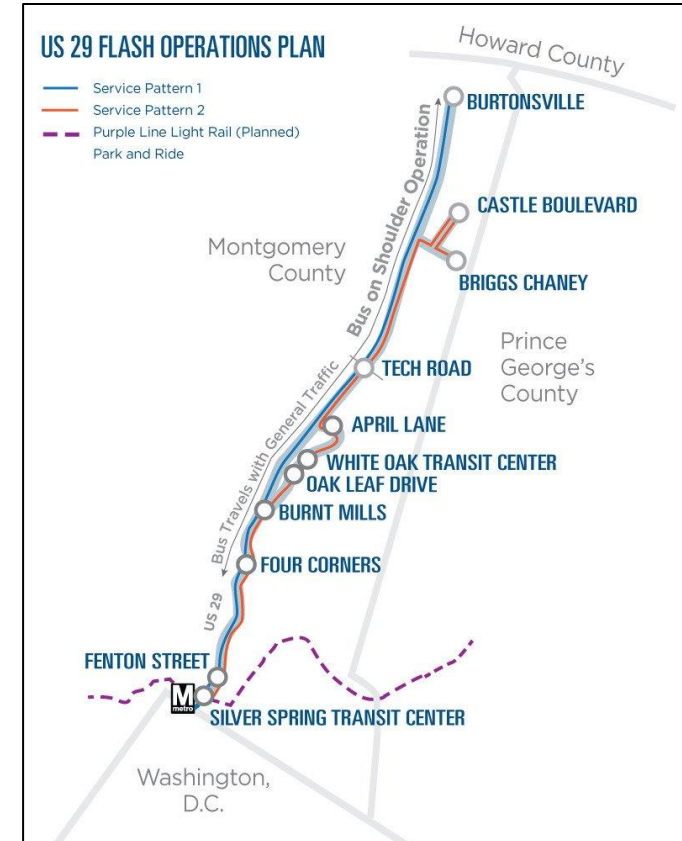 US 29 FLASH OPERATIONS PLAN
Service Pattern 1
Service Pattern 2
Purple Line Light Rail (Planned)
Park and Ride
Howard County
BURTONSVILLE
Bus on Shoulder Operation
CASTLE BOULEVARD
Montgomery
County
BRIGGS CHANEY
Prince
George's
County
TECH ROAD
Bus Travels with General Traffic
APRIL LANE
WHITE OAK TRANSIT CENTER
OAK LEAF DRIVE
BURNT MILLS
FOUR CORNERS
US 29
FENTON STREET
M
metro
SILVER SPRING TRANSIT CENTER
Washington,
D.C.